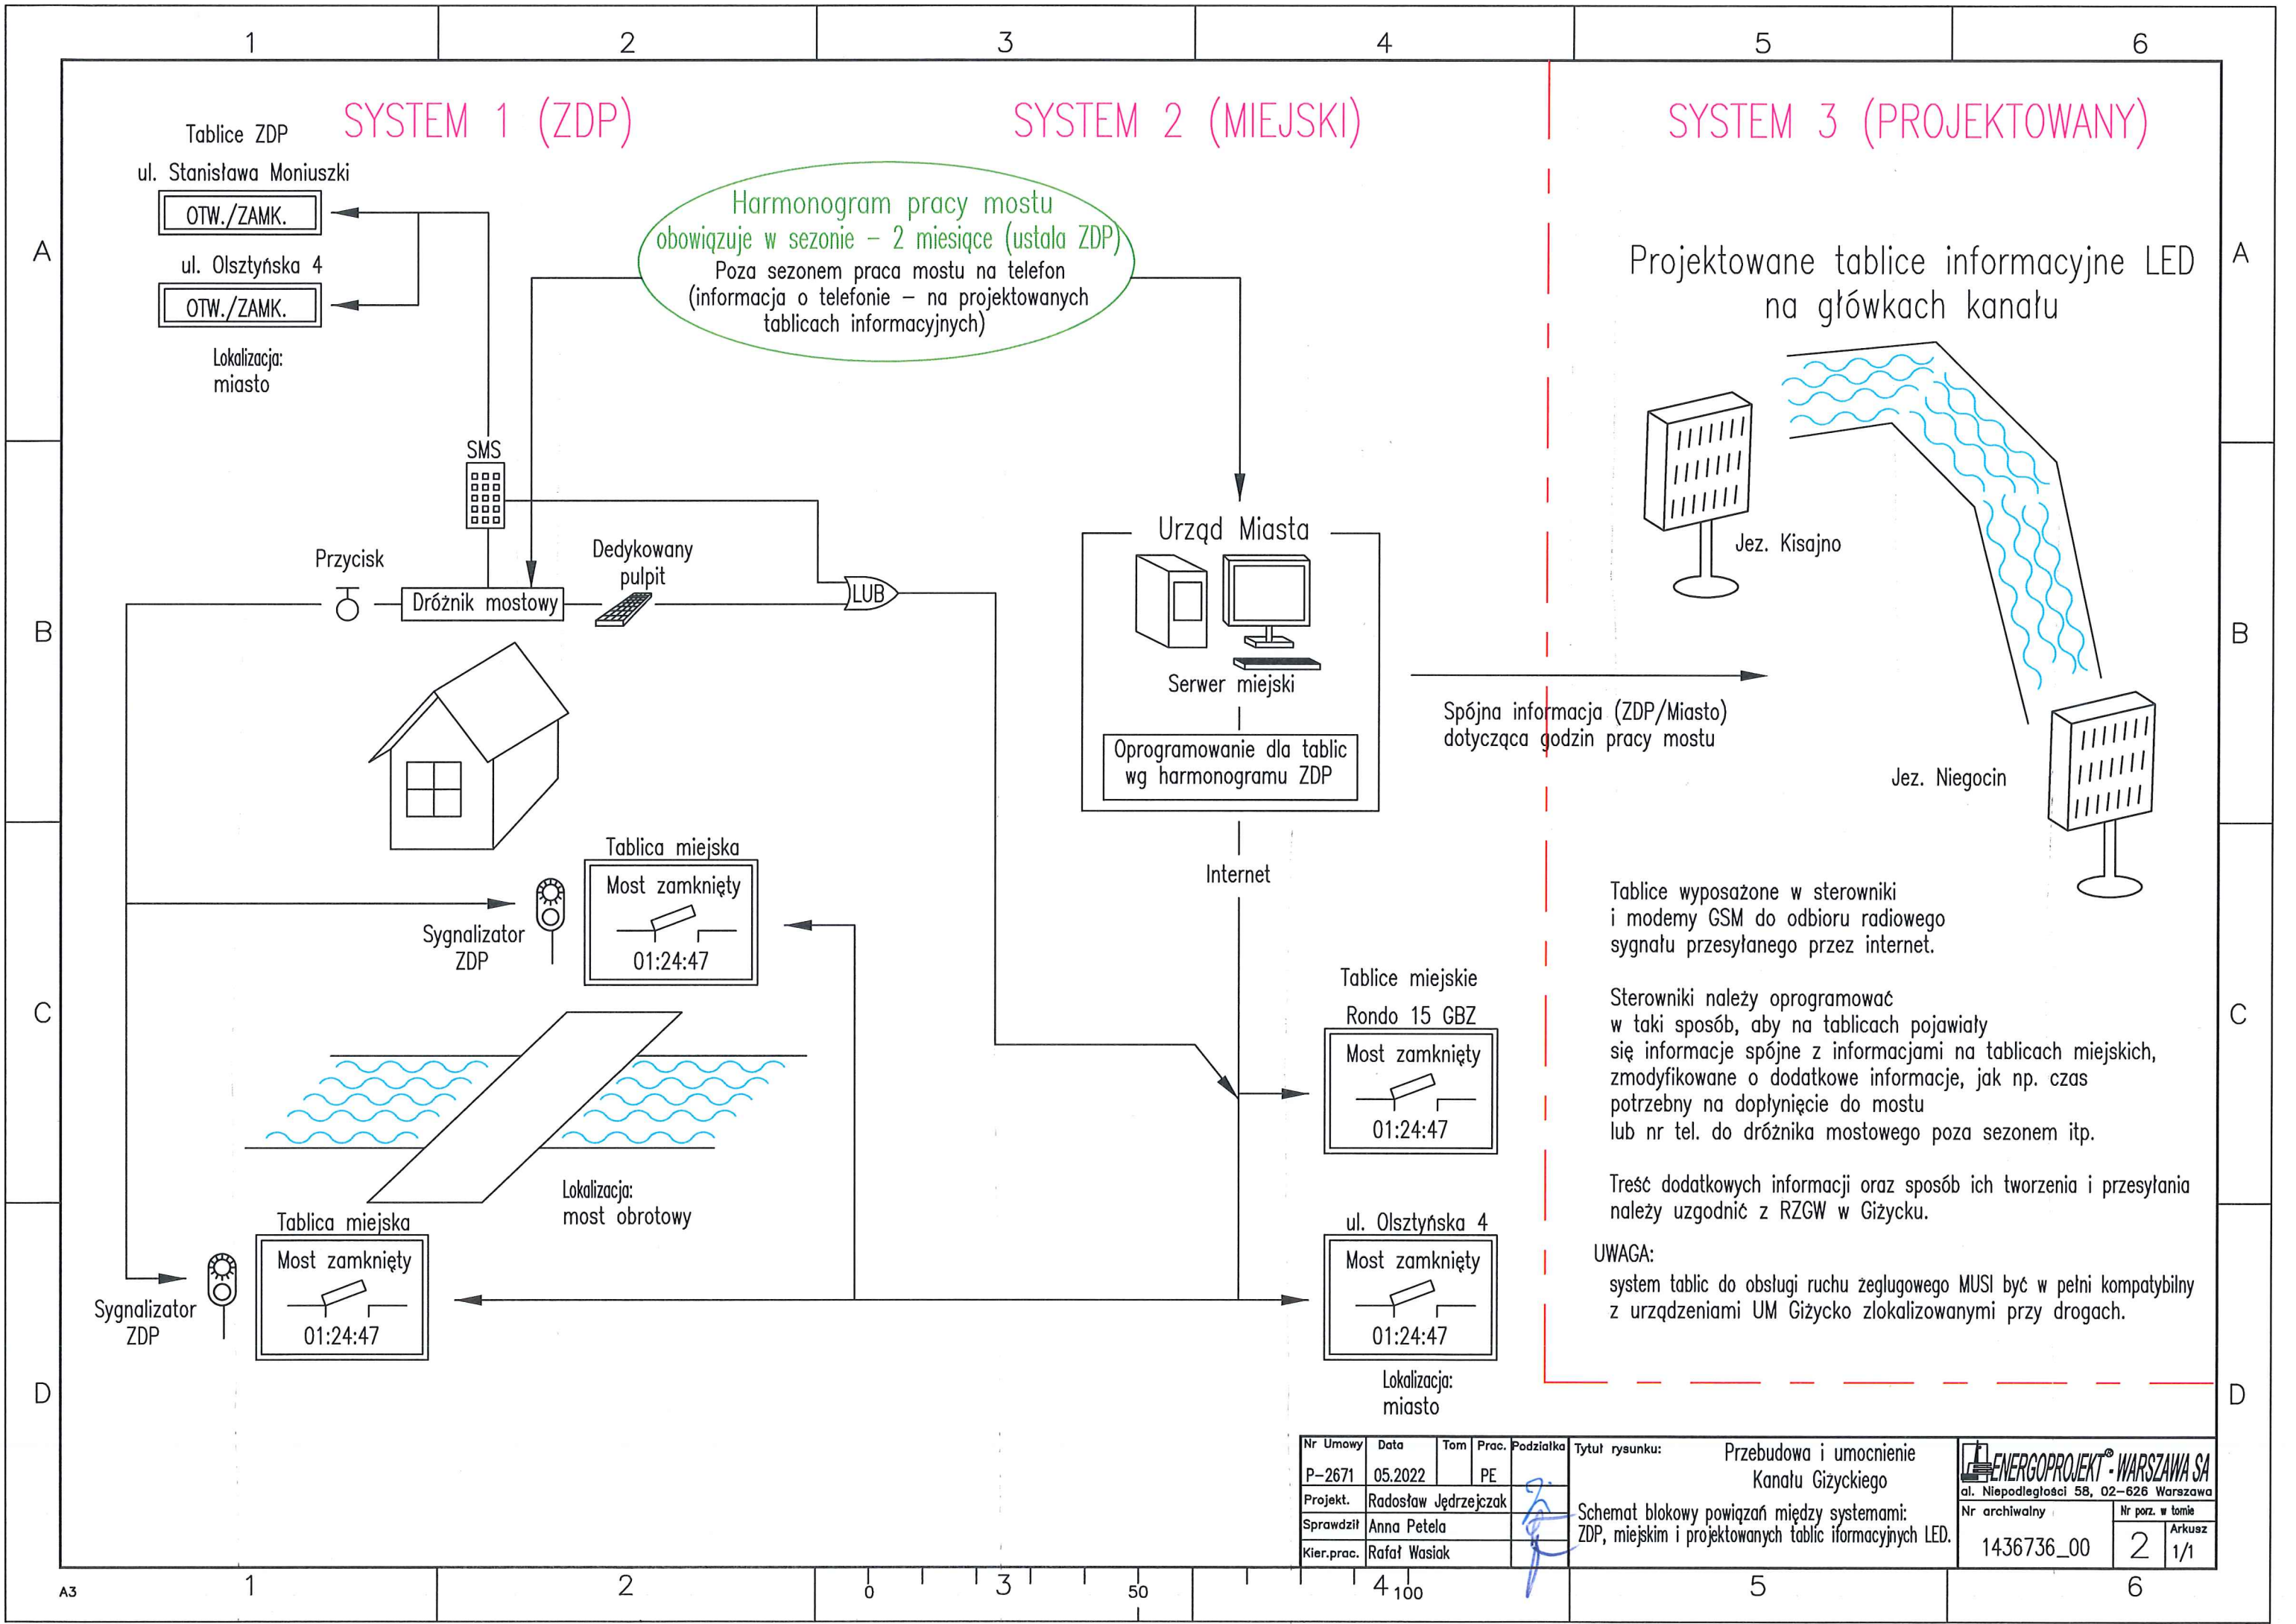 1
2
3
4
5
6
SYSTEM 1 (ZDP)
SYSTEM 2 (MIEJSKI)
SYSTEM 3 (PROJEKTOWANY)
Tablice ZDP
ul. Stanisława Moniuszki
OTW./ZAMK.
ul. Olsztyńska 4
OTW./ZAMK.
Lokalizacja:
miasto
Harmonogram pracy mostu
obowiązuje w sezonie – 2 miesiące (ustala ZDP)
Poza sezonem praca mostu na telefon
(informacja o telefonie – na projektowanych
tablicach informacyjnych)
A
A
Projektowane tablice informacyjne LED
na główkach kanału
SMS
Przycisk
Dróżnik mostowy
Dedykowany
pulpit
LUB
Urząd Miasta
Serwer miejski
Oprogramowanie dla tablic
wg harmonogramu ZDP
Jez. Kisajno
B
B
Spójna informacja (ZDP/Miasto)
dotycząca godzin pracy mostu
Jez. Niegocin
Internet
Tablica miejska
Most zamknięty
01:24:47
Sygnalizator
ZDP
C
C
Tablice miejskie
Rondo 15 GBZ
Most zamknięty
01:24:47
Tablice wyposażone w sterowniki
i modemy GSM do odbioru radiowego
sygnału przesyłanego przez internet.
Sterowniki należy oprogramować
w taki sposób, aby na tablicach pojawiały
się informacje spójne z informacjami na tablicach miejskich,
zmodyfikowane o dodatkowe informacje, jak np. czas
potrzebny na dopłynięcie do mostu
lub nr tel. do dróżnika mostowego poza sezonem itp.
Treść dodatkowych informacji oraz sposób ich tworzenia i przesyłania
należy uzgodnić z RZGW w Giżycku.
UWAGA:
system tablic do obsługi ruchu żeglugowego MUSI być w pełni kompatybilny
z urządzeniami UM Giżycko zlokalizowanymi przy drogach.
Lokalizacja:
most obrotowy
Tablica miejska
Most zamknięty
01:24:47
Sygnalizator
ZDP
ul. Olsztyńska 4
Most zamknięty
01:24:47
Lokalizacja:
miasto
D
D
Nr Umowy Data Tom Prac. Podziałka
P–2671 05.2022 PE
Projekt. Radosław Jędrzejczak
Sprawdził Anna Petela
Kier.prac. Rafał Wasiak
Tytuł rysunku: Przebudowa i umocnienie
Kanału Giżyckiego
Schemat blokowy powiązań między systemami:
ZDP, miejskim i projektowanych tablic iformacyjnych LED.
ENERGOPROJEKT® - WARSZAWA SA
al. Niepodległości 58, 02–626 Warszawa
Nr archiwalny
1436736_00
Nr porz. w tomie
2
Arkusz
1/1
A3
1
2
3
4
5
6
0
50
100